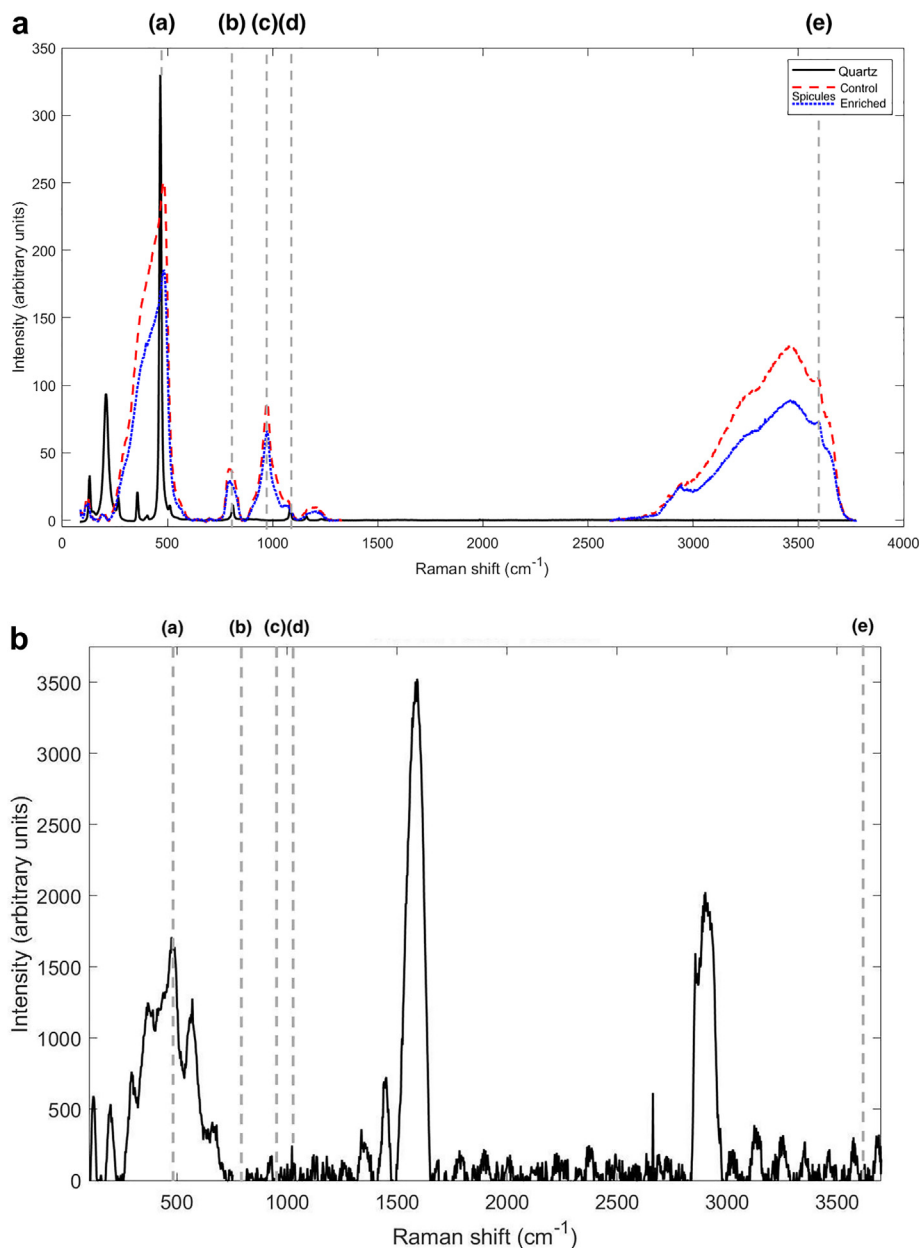 a
(a) (b) (c) (d) (e)
350
300
250
200
150
100
50
0
Intensity (arbitrary units)
Quartz
Control
Spicules
Enriched
0 500 1000 1500 2000 2500 3000 3500 4000
Raman shift (cm⁻¹)
b
(a) (b) (c) (d) (e)
3500
3000
2500
2000
1500
1000
500
0
Intensity (arbitrary units)
500 1000 1500 2000 2500 3000 3500
Raman shift (cm⁻¹)